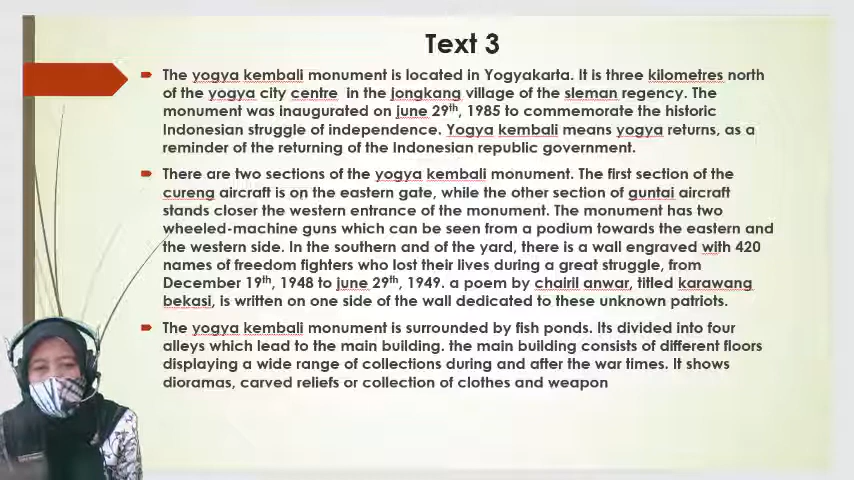 Text 3
The yogya kembali monument is located in Yogyakarta. It is three kilometres north
of the yogya city centre in the jongkang village of the sleman regency. The
monument was inaugurated on june 29th, 1985 to commemorate the historic
Indonesian struggle of independence. Yogya kembali means yogya returns, as a
reminder of the returning of the Indonesian republic government.
There are two sections of the yogya kembali monument. The first section of the
cureng aircraft is on the eastern gate, while the other section of guntai aircraft
stands closer the western entrance of the monument. The monument has two
wheeled-machine guns which can be seen from a podium towards the eastern and
the western side. In the southern and of the yard, there is a wall engraved with 420
names of freedom fighters who lost their lives during a great struggle, from
December 19th, 1948 to june 29th, 1949. a poem by chairil anwar, titled karawang
bekasi, is written on one side of the wall dedicated to these unknown patriots.
The yogya kembali monument is surrounded by fish ponds. Its divided into four
alleys which lead to the main building. the main building consists of different floors
displaying a wide range of collections during and after the war times. It shows
dioramas, carved reliefs or collection of clothes and weapon